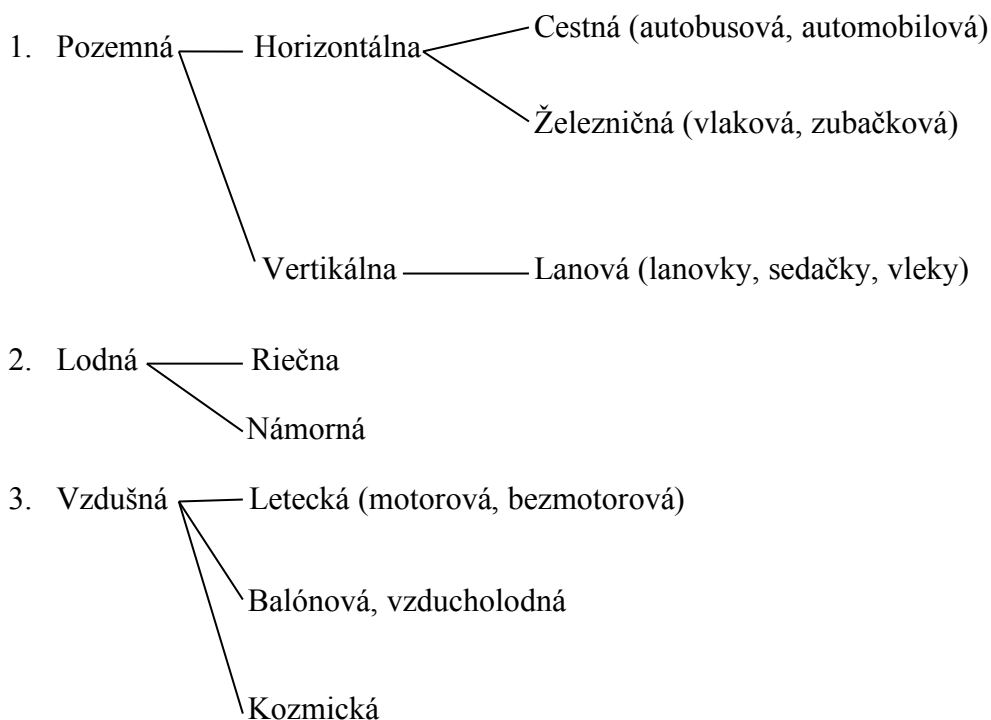 Cestná (autobusová, automobilová)
1. Pozemná Horizontálna
Železničná (vlaková, zubačková)
Vertikálna Lanová (lanovky, sedačky, vleky)
2. Lodná Riečna
Námorná
3. Vzdušná Letecká (motorová, bezmotorová)
Balónová, vzducholodná
Kozmická